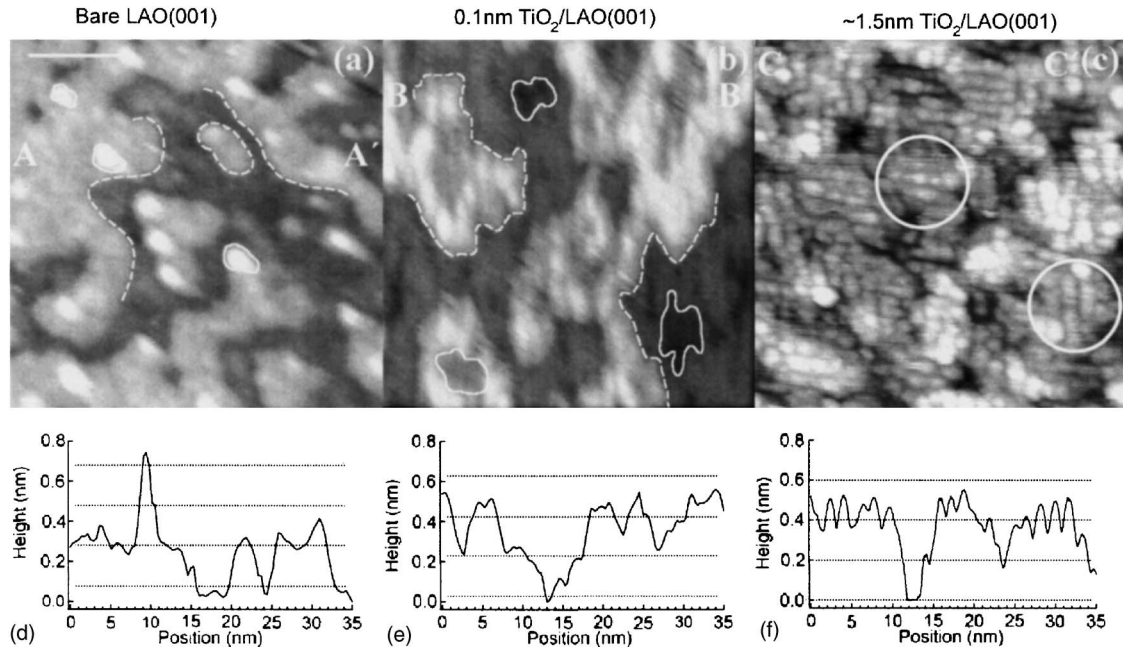 Bare LAO(001)
0.1nm TiO2/LAO(001)
~1.5nm TiO2/LAO(001)
(a)
A
A´
(b)
B
B´
(c)
C
C´
0.8
0.6
0.4
0.2
0.0
Height (nm)
0 5 10 15 20 25 30 35
Position (nm)
(d)
0.8
0.6
0.4
0.2
0.0
Height (nm)
0 5 10 15 20 25 30 35
Position (nm)
(e)
0.8
0.6
0.4
0.2
0.0
Height (nm)
0 5 10 15 20 25 30 35
Position (nm)
(f)